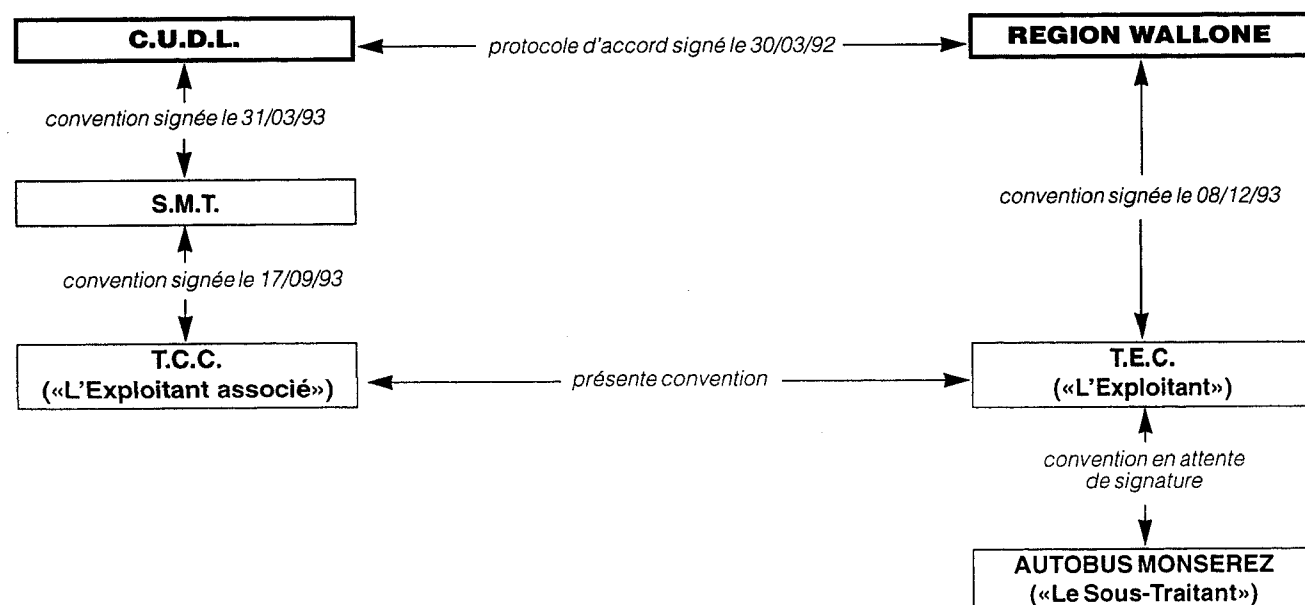 C.U.D.L.
protocole d'accord signé le 30/03/92
REGION WALLONE
convention signée le 31/03/93
S.M.T.
convention signée le 08/12/93
convention signée le 17/09/93
T.C.C.
(«L'Exploitant associé»)
présente convention
T.E.C.
(«L'Exploitant»)
convention en attente
de signature
AUTOBUS MONSEREZ
(«Le Sous-Traitant»)